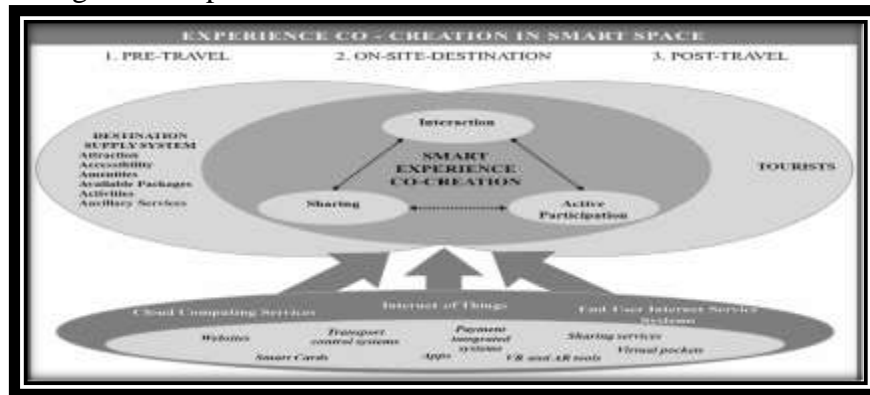 EXPERIENCE CO - CREATION IN SMART SPACE
1. PRE-TRAVEL 2. ON-SITE-DESTINATION 3. POST-TRAVEL
Interaction
DESTINATION
SUPPLY SYSTEM
Attraction
Accessibility
Amenities
Available Packages
Activities
Ancillary Services
SMART
EXPERIENCE
CO-CREATION
TOURISTS
Sharing
Active
Participation
Cloud Computing Services
Internet of Things
End User Internet Service
Systems
Websites
Transport
control systems
Payment
integrated
systems
Sharing services
Smart Cards
Apps
VR and AR tools
Virtual pockets